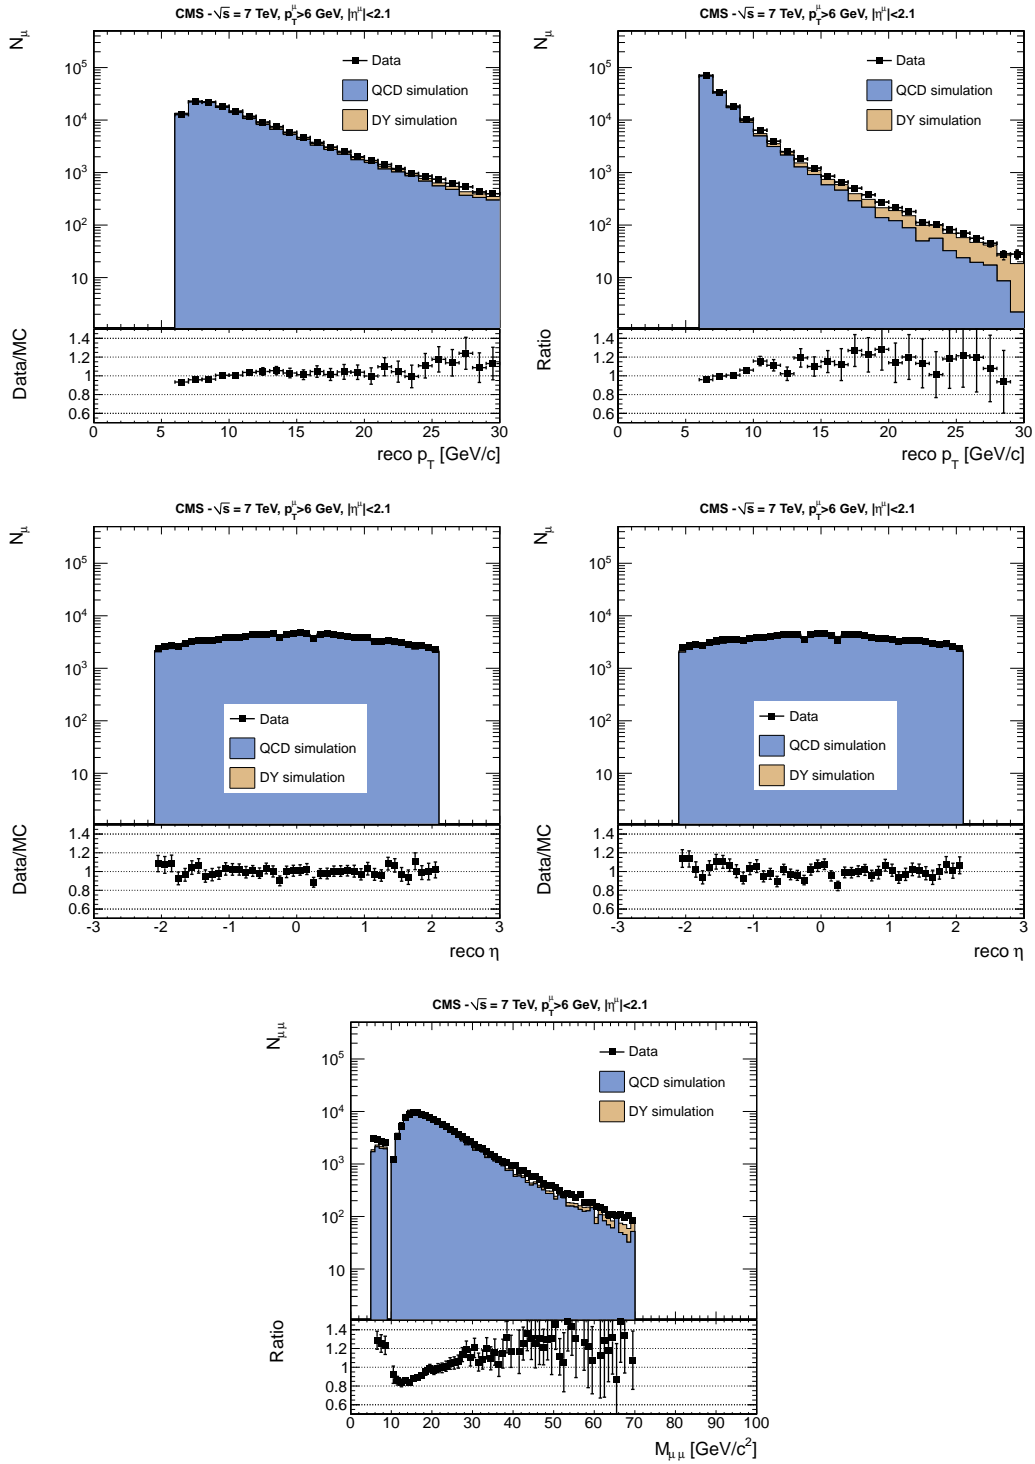 CMS - √s = 7 TeV, p_T^μ>6 GeV, |η^μ|<2.1
N_μ
Data
QCD simulation
DY simulation
10^5
10^4
10^3
10^2
10
Data/MC
1.4
1.2
1
0.8
0.6
0 5 10 15 20 25 30
reco p_T [GeV/c]
CMS - √s = 7 TeV, p_T^μ>6 GeV, |η^μ|<2.1
N_μ
Data
QCD simulation
DY simulation
10^5
10^4
10^3
10^2
10
Ratio
1.4
1.2
1
0.8
0.6
0 5 10 15 20 25 30
reco p_T [GeV/c]
CMS - √s = 7 TeV, p_T^μ>6 GeV, |η^μ|<2.1
N_μ
10^5
10^4
10^3
10^2
10
Data
QCD simulation
DY simulation
Data/MC
1.4
1.2
1
0.8
0.6
-3 -2 -1 0 1 2 3
reco η
CMS - √s = 7 TeV, p_T^μ>6 GeV, |η^μ|<2.1
N_μ
10^5
10^4
10^3
10^2
10
Data
QCD simulation
DY simulation
Data/MC
1.4
1.2
1
0.8
0.6
-3 -2 -1 0 1 2 3
reco η
CMS - √s = 7 TeV, p_T^μ>6 GeV, |η^μ|<2.1
N_μμ
Data
QCD simulation
DY simulation
10^5
10^4
10^3
10^2
10
Ratio
1.4
1.2
1
0.8
0.6
0 10 20 30 40 50 60 70 80 90 100
M_μμ [GeV/c^2]